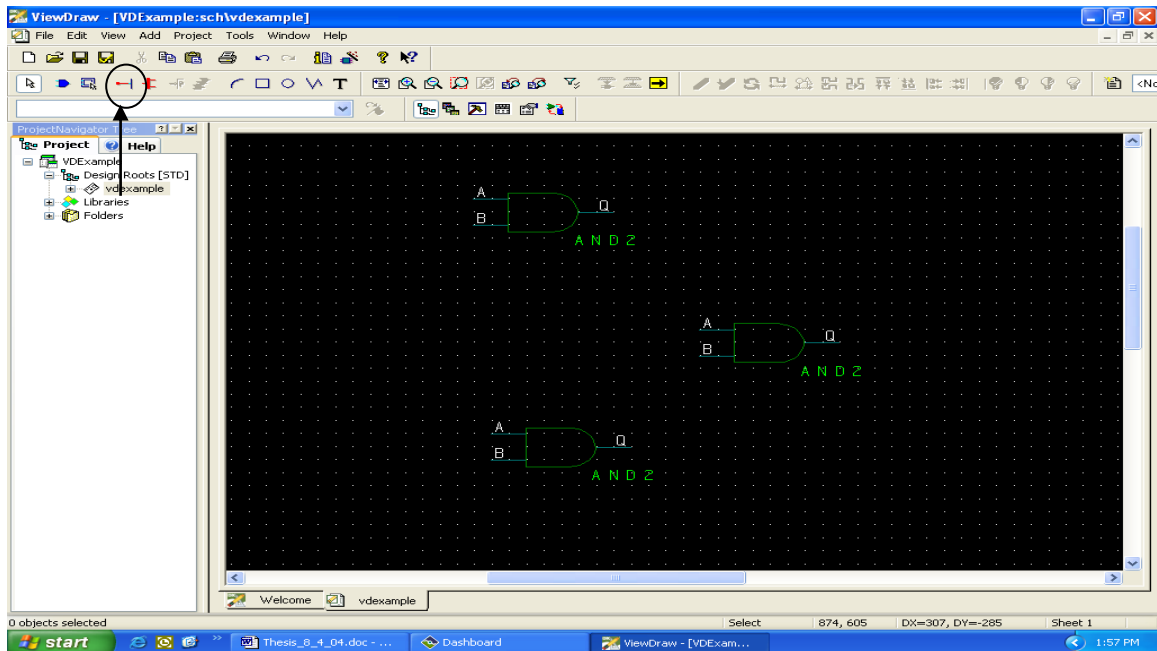 ViewDraw - [VDExample:sch\vdexample]
File Edit View Add Project Tools Window Help
T
<No
ProjectNavigator Tree
Project Help
VDExample
Design Roots [STD]
vdexample
Libraries
Folders
A
B
Q
AND2
A
B
Q
AND2
A
B
Q
AND2
Welcome vdexample
0 objects selected Select 874, 605 DX=307, DY=-285 Sheet 1
start Thesis_8_4_04.doc - ... Dashboard ViewDraw - [VDExam... 1:57 PM